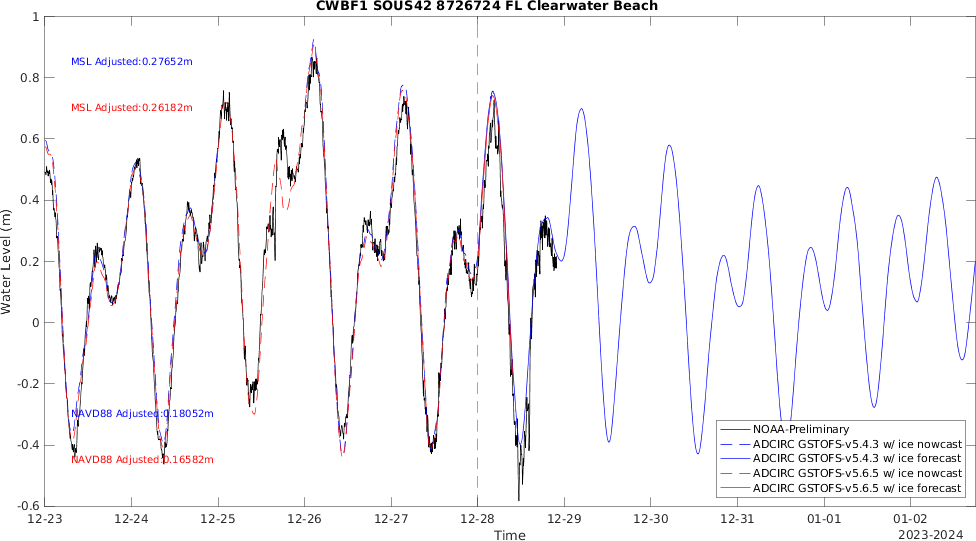 CWBF1 SOUS42 8726724 FL Clearwater Beach
1
0.8
0.6
0.4
0.2
0
-0.2
-0.4
-0.6
Water Level (m)
MSL Adjusted:0.27652m
MSL Adjusted:0.26182m
NAVD88 Adjusted:0.18052m
NAVD88 Adjusted:0.16582m
NOAA-Preliminary
ADCIRC GSTOFS-v5.4.3 w/ ice nowcast
ADCIRC GSTOFS-v5.4.3 w/ ice forecast
ADCIRC GSTOFS-v5.6.5 w/ ice nowcast
ADCIRC GSTOFS-v5.6.5 w/ ice forecast
12-23 12-24 12-25 12-26 12-27 12-28 12-29 12-30 12-31 01-01 01-02
Time
2023-2024